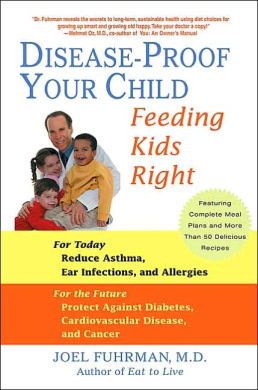 "Dr. Fuhrman reveals the secrets to long-term, sustainable health using diet choices for
growing up smart and growing old happy. Take your doctor a copy!"
—Mehmet Oz, M.D., co-author of You: An Owner's Manual
DISEASE-PROOF
YOUR CHILD
Feeding
Kids
Right
Featuring
Complete Meal
Plans and More
Than 50 Delicious
Recipes
For Today
Reduce Asthma,
Ear Infections, and Allergies
For the Future
Protect Against Diabetes,
Cardiovascular Disease,
and Cancer
JOEL FUHRMAN, M.D.
Author of Eat to Live